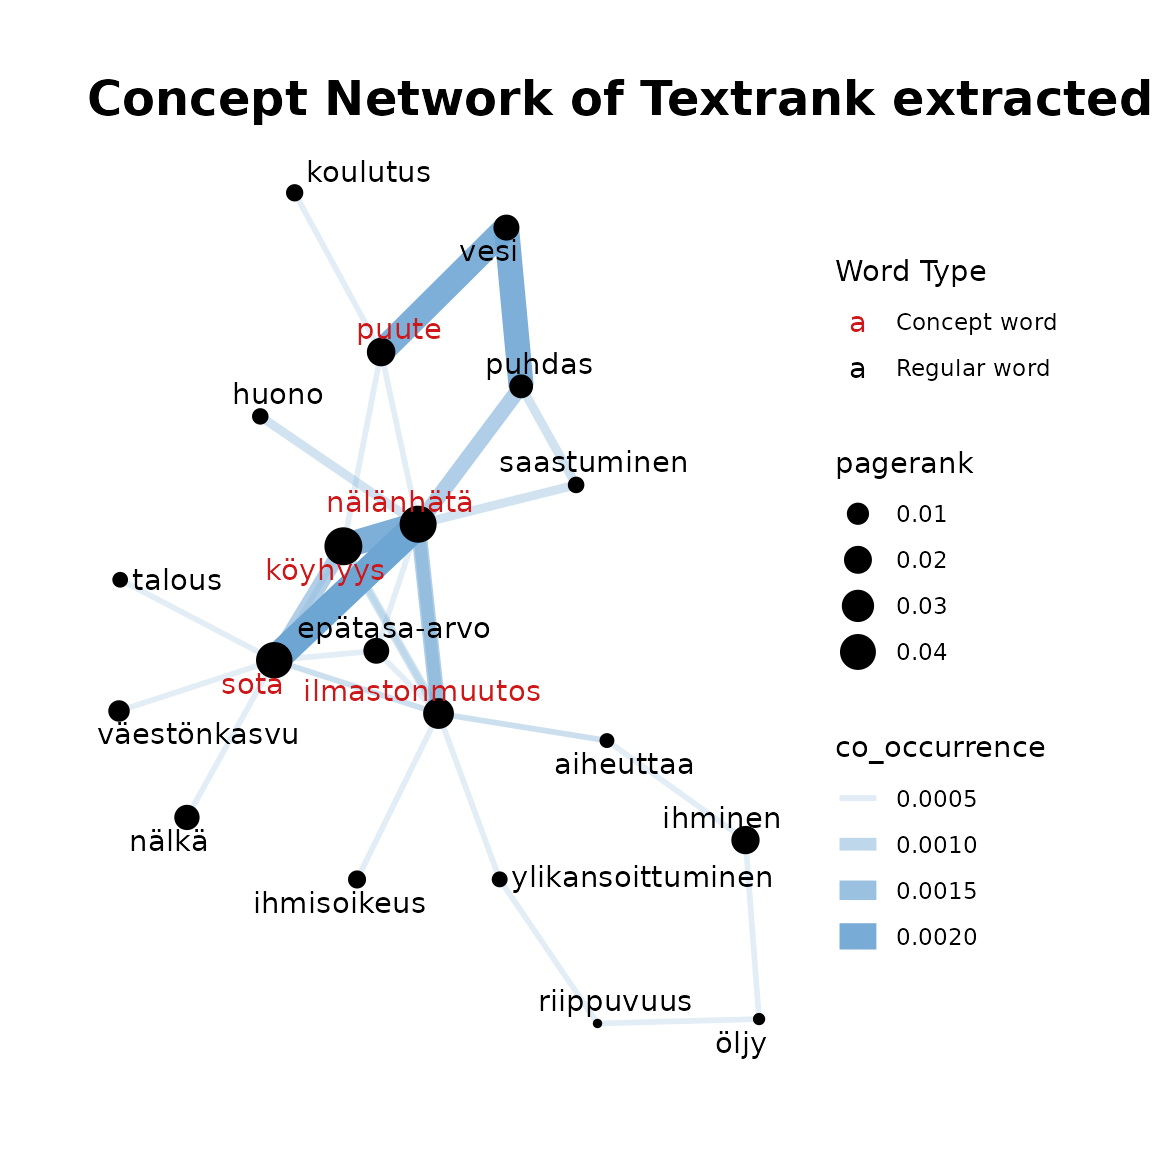 Concept Network of Textrank extracted
koulutus
vesi
puute
puhdas
huono
saastuminen
nälänhätä
köyhyys
talous
epätasa-arvo
sota
ilmastonmuutos
väestönkasvu
aiheuttaa
ihminen
nälkä
ylikansoittuminen
ihmisoikeus
riippuvuus
öljy
Word Type
a Concept word
a Regular word
pagerank
0.01
0.02
0.03
0.04
co_occurrence
0.0005
0.0010
0.0015
0.0020